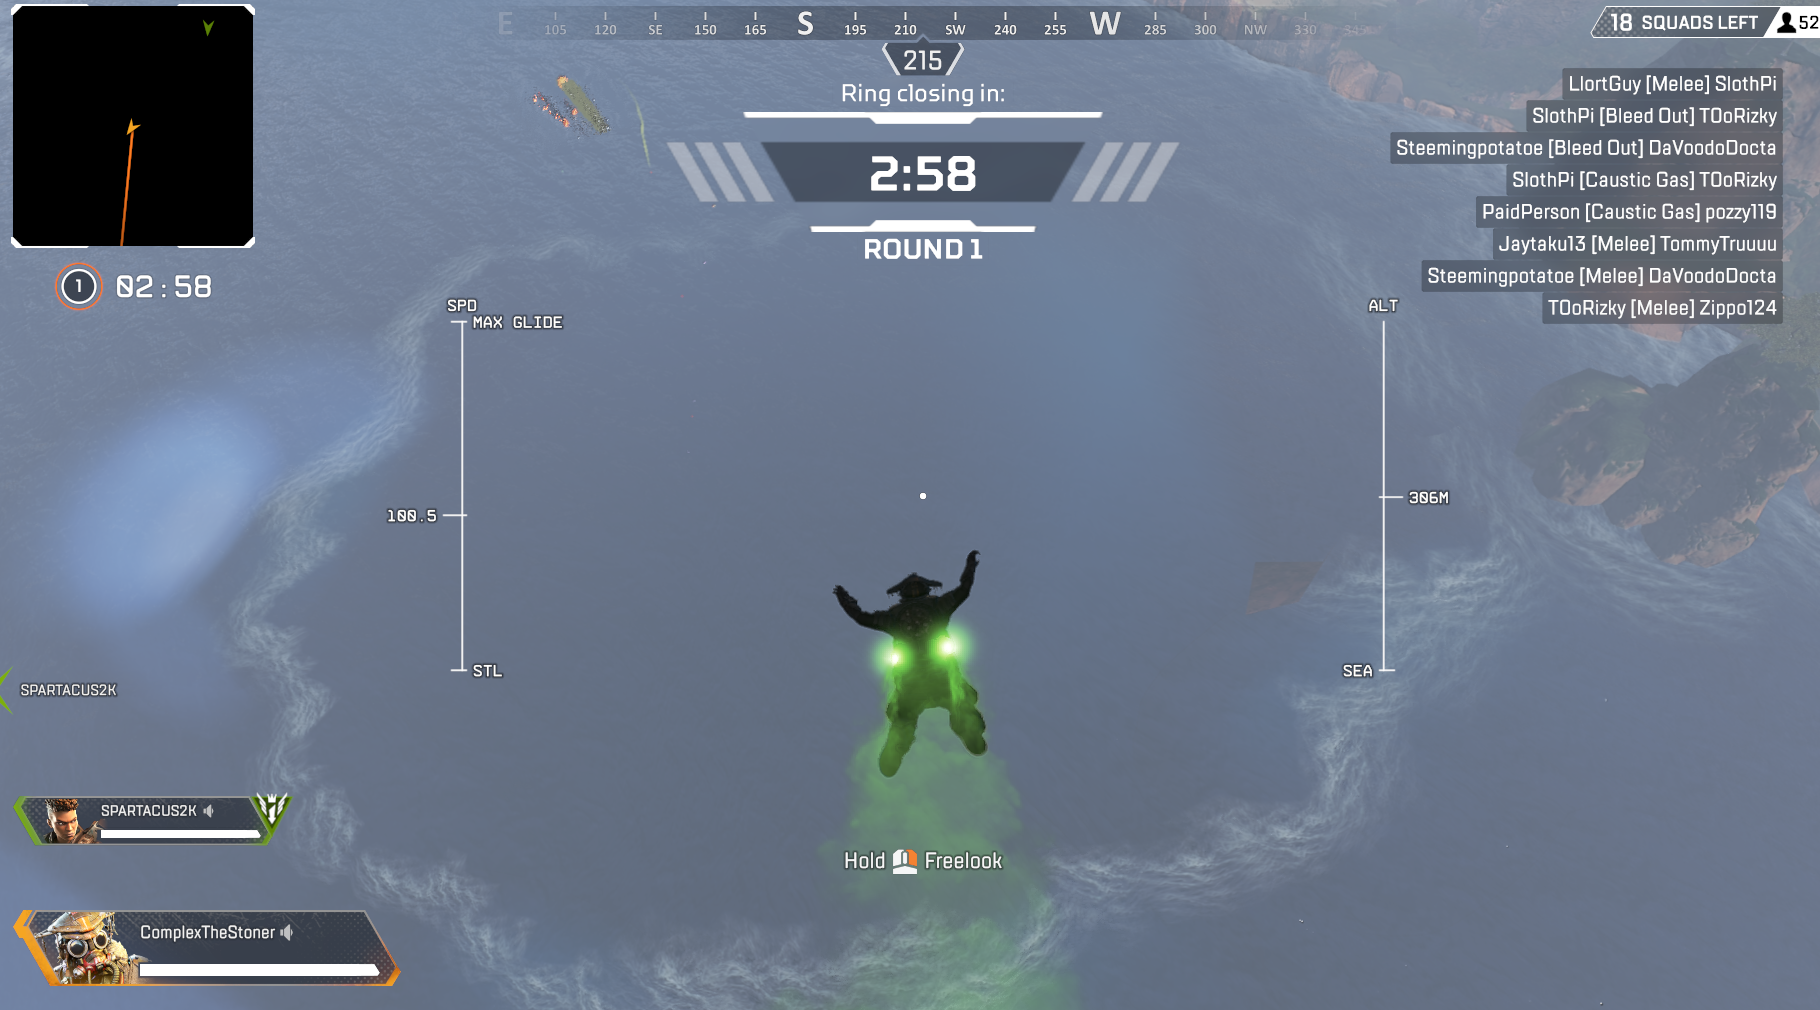 E 105 120 SE 150 165 S 195 210 SW 240 255 W 285 300 NW 330 345
215
18 SQUADS LEFT 52
Ring closing in:
2:58
ROUND 1
LlortGuy [Melee] SlothPi
SlothPi [Bleed Out] TOoRizky
Steemingpotatoe [Bleed Out] DaVoodoDocta
SlothPi [Caustic Gas] TOoRizky
PaidPerson [Caustic Gas] pozzy119
Jaytaku13 [Melee] TommyTruuuu
Steemingpotatoe [Melee] DaVoodoDocta
TOoRizky [Melee] Zippo124
1 02:58
SPD
MAX GLIDE
100.5
STL
ALT
306M
SEA
SPARTACUS2K
SPARTACUS2K
Hold Freelook
ComplexTheStoner